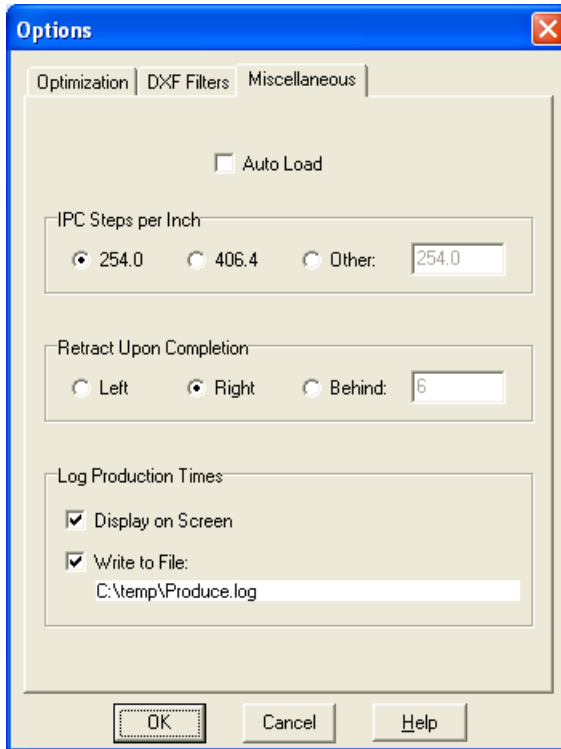 Options
Optimization DXF Filters Miscellaneous
Auto Load
IPC Steps per Inch
254.0 406.4 Other: 254.0
Retract Upon Completion
Left Right Behind: 6
Log Production Times
Display on Screen
Write to File:
C:\temp\Produce.log
OK Cancel Help